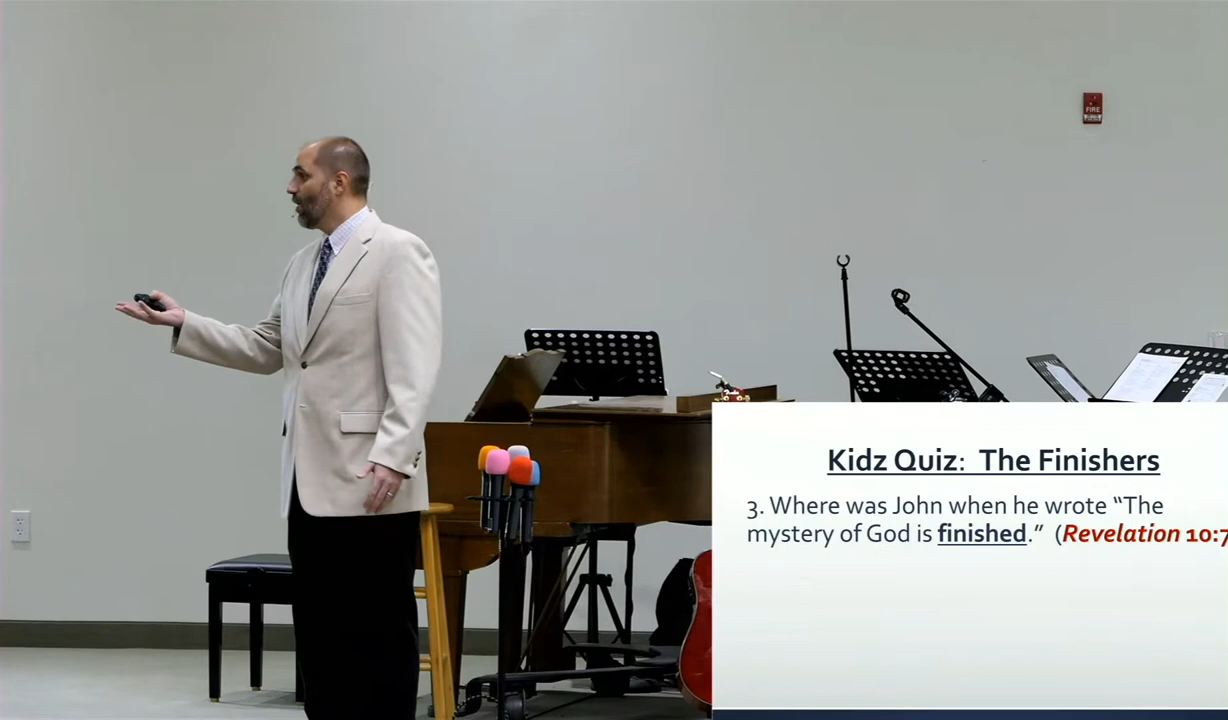 FIRE
Kidz Quiz: The Finishers
3. Where was John when he wrote “The
mystery of God is finished.” (Revelation 10:7